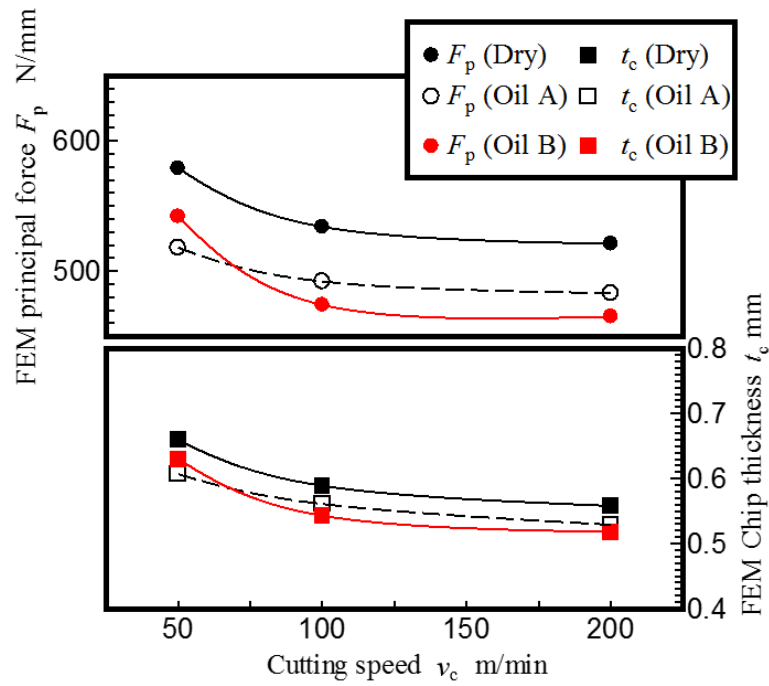 Fp (Dry) tc (Dry)
Fp (Oil A) tc (Oil A)
Fp (Oil B) tc (Oil B)
FEM principal force Fp N/mm
600
500
FEM Chip thickness tc mm
0.8
0.7
0.6
0.5
0.4
50 100 150 200
Cutting speed vc m/min